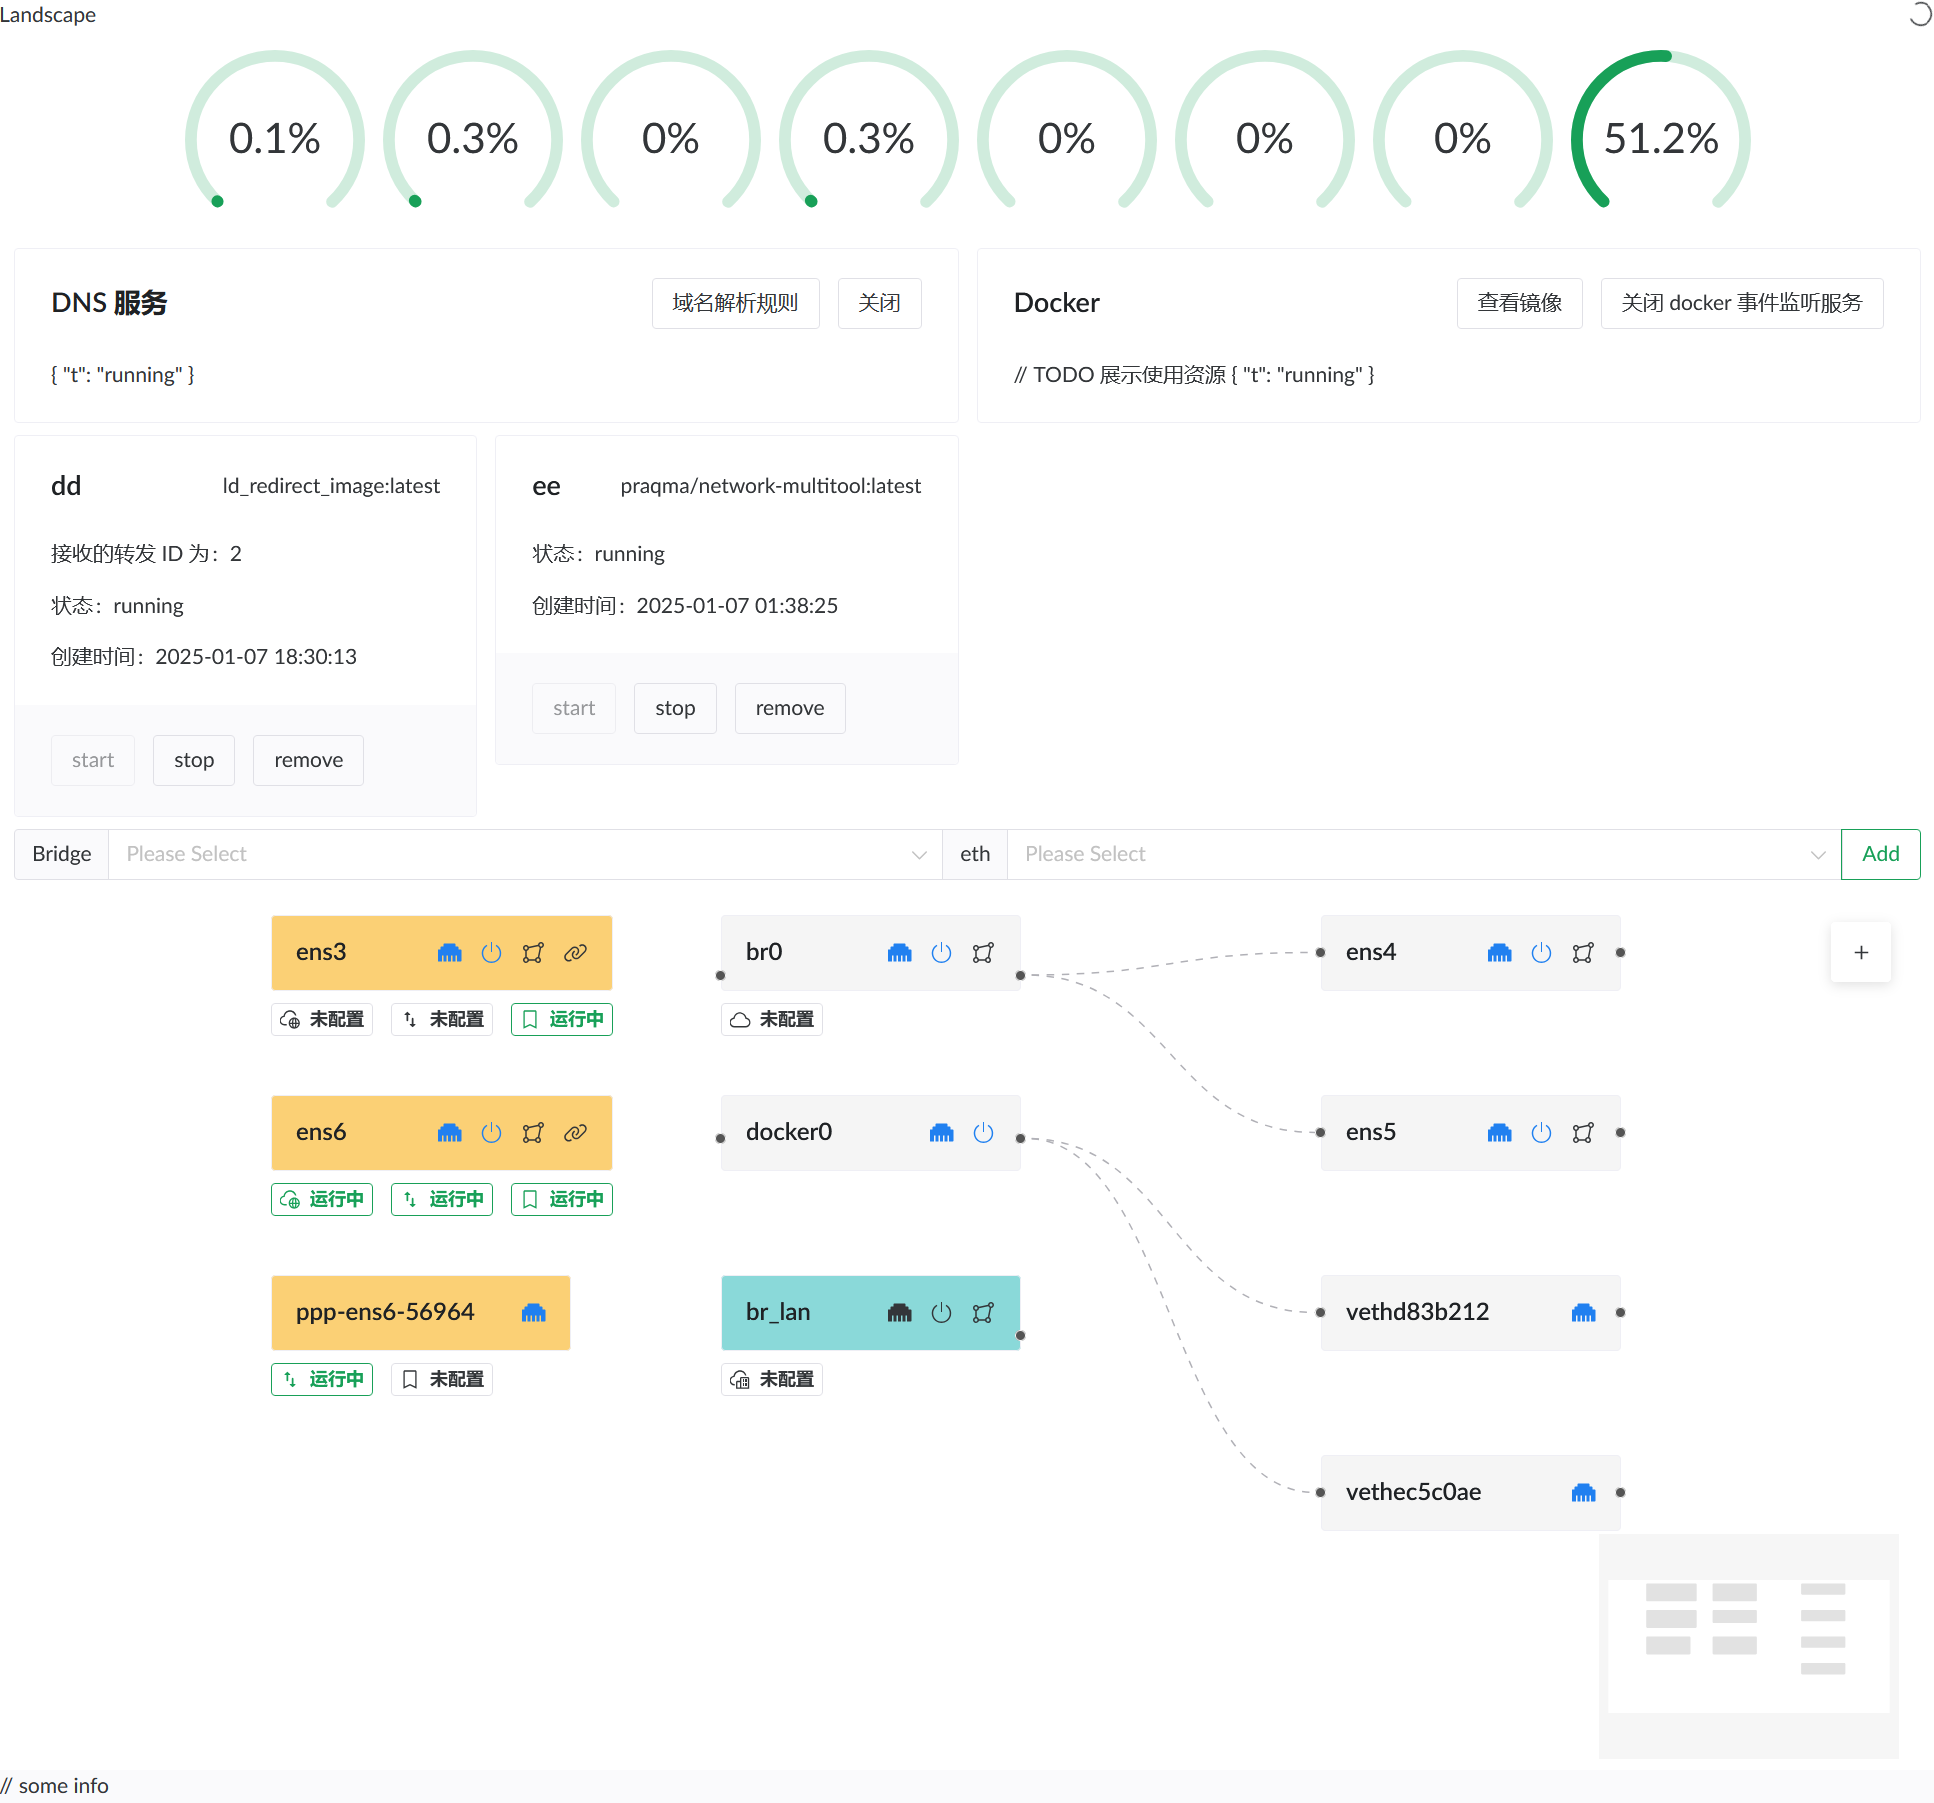 Landscape
0.1%
0.3%
0%
0.3%
0%
0%
0%
51.2%
DNS 服务
域名解析规则
关闭
{ "t": "running" }
Docker
查看镜像
关闭 docker 事件监听服务
// TODO 展示使用资源 { "t": "running" }
dd
ld_redirect_image:latest
接收的转发 ID 为：2
状态：running
创建时间：2025-01-07 18:30:13
start
stop
remove
ee
praqma/network-multitool:latest
状态：running
创建时间：2025-01-07 01:38:25
start
stop
remove
Bridge
Please Select
eth
Please Select
Add
ens3
未配置
未配置
运行中
br0
未配置
ens4
+
ens6
运行中
运行中
运行中
docker0
ens5
ppp-ens6-56964
运行中
未配置
br_lan
未配置
vethd83b212
vethec5c0ae
// some info